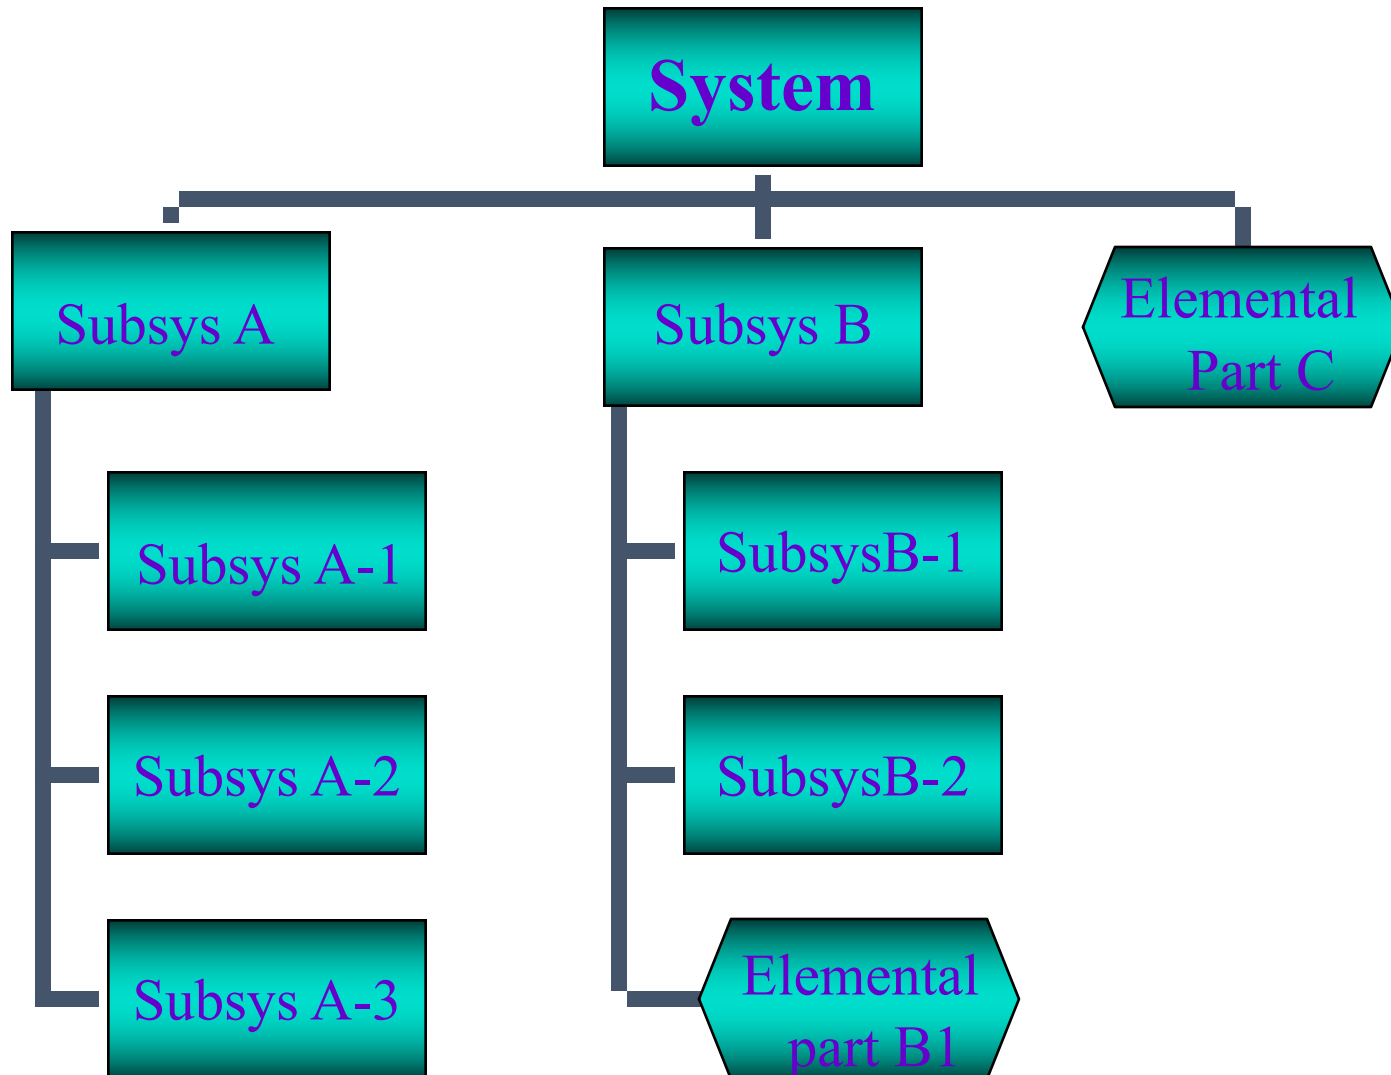 System
Subsys A
Subsys B
Elemental
Part C
Subsys A-1
SubsysB-1
Subsys A-2
SubsysB-2
Subsys A-3
Elemental
part B1